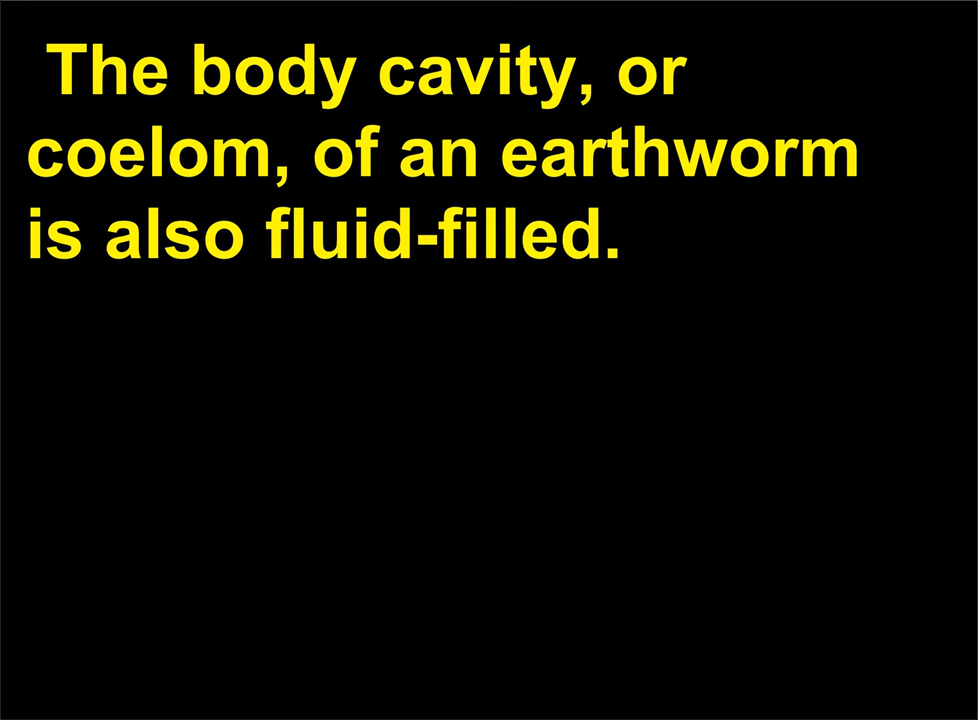 The body cavity, or
coelom, of an earthworm
is also fluid-filled.